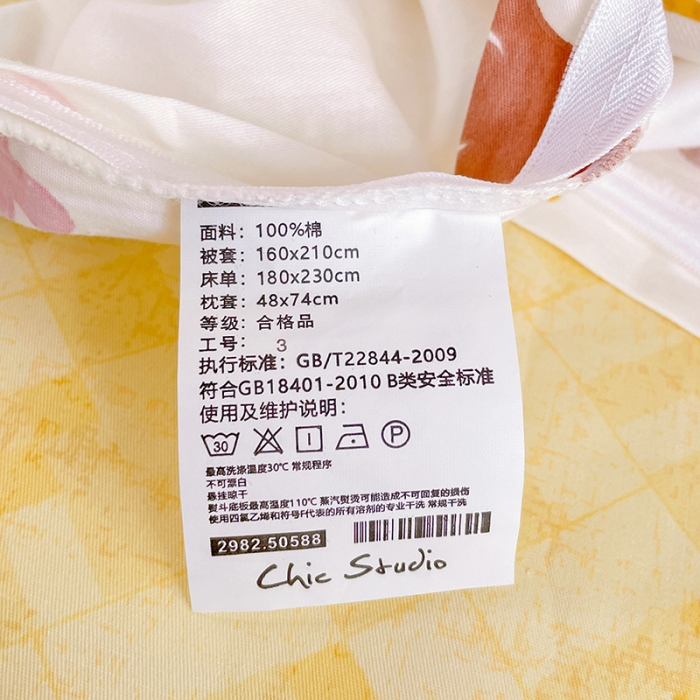 面料：100%棉
被套：160x210cm
床单：180x230cm
枕套：48x74cm
等级：合格品
工号： 3
执行标准：GB/T22844-2009
符合GB18401-2010 B类安全标准
使用及维护说明：
30 P
最高洗涤温度30℃ 常规程序
不可漂白
悬挂晾干
熨斗底板最高温度110℃ 蒸汽熨烫可能造成不可回复的损伤
使用四氯乙烯和符号F代表的所有溶剂的专业干洗 常规干洗
2982.50588
Chic Studio